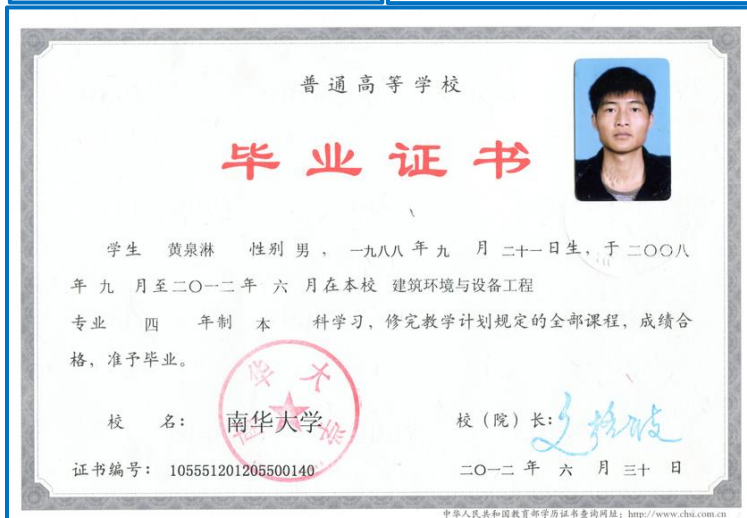 普通高等学校
毕业证书
学生 黄泉淋 性别 男 , 一九八八 年 九 月 二十一 日生, 于 二〇〇八
年 九 月至 二〇一二 年 六 月在本校 建筑环境与设备工程
专业 四 年制 本 科学习, 修完教学计划规定的全部课程, 成绩合
格, 准予毕业。
校 名: 南华大学
校(院)长:
证书编号: 105551201205500140
二〇一二 年 六 月 三十 日
中华人民共和国教育部学历证书查询网址: http://www.chsi.com.cn